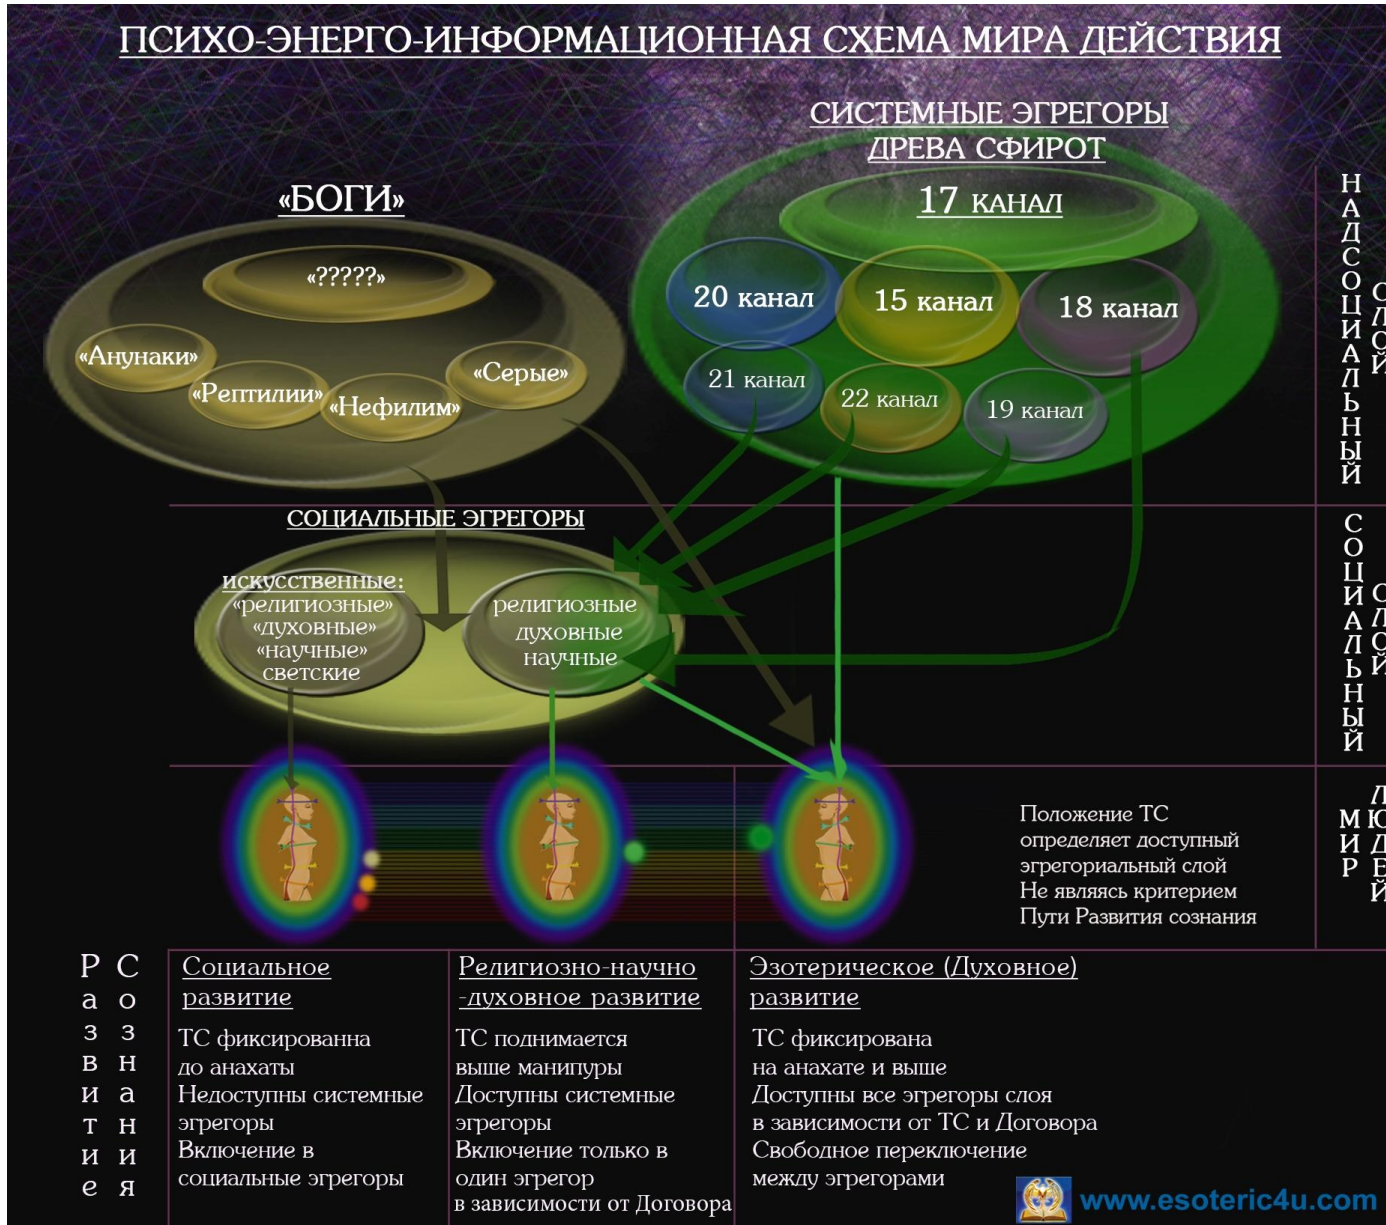 ПСИХО-ЭНЕРГО-ИНФОРМАЦИОННАЯ СХЕМА МИРА ДЕЙСТВИЯ
СИСТЕМНЫЕ ЭГРЕГОРЫ
ДРЕВА СФИРОТ
«БОГИ»
17 КАНАЛ
«?????»
20 канал
15 канал
18 канал
«Анунаки»
«Рептилии»
«Нефилим»
«Серые»
21 канал
22 канал
19 канал
НАДСОЦИАЛЬНЫЙ
СЛОЙ
СОЦИАЛЬНЫЕ ЭГРЕГОРЫ
искусственные:
«религиозные»
«духовные»
«научные»
светские
религиозные
духовные
научные
СОЦИАЛЬНЫЙ
СЛОЙ
Положение ТС
определяет доступный
эгрегориальный слой
Не являясь критерием
Пути Развития сознания
МИР
ЛЮДЕЙ
Развитие
Сознания
Социальное
развитие
ТС фиксированна
до анахаты
Недоступны системные
эгрегоры
Включение в
социальные эгрегоры
Религиозно-научно
-духовное развитие
ТС поднимается
выше манипуры
Доступны системные
эгрегоры
Включение только в
один эгрегор
в зависимости от Договора
Эзотерическое (Духовное)
развитие
ТС фиксирована
на анахате и выше
Доступны все эгрегоры слоя
в зависимости от ТС и Договора
Свободное переключение
между эгрегорами
www.esoteric4u.com